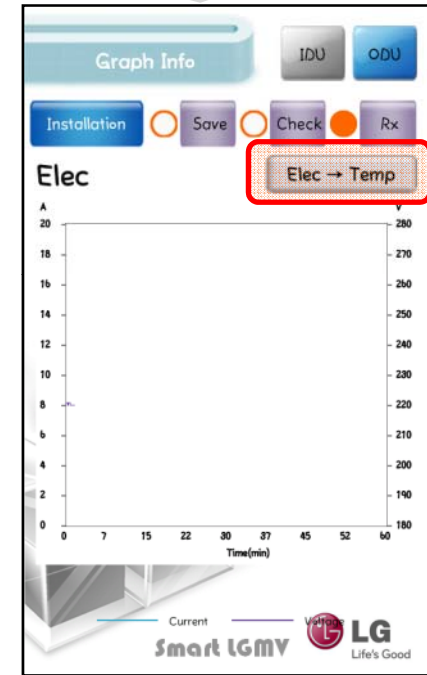 Graph Info IDU ODU
Installation Save Check Rx
Elec Elec → Temp
A V
20 280
18 270
16 260
14 250
12 240
10 230
8 220
6 210
4 200
2 190
0 180
0 7 15 22 30 37 45 52 60
Time(min)
Current Voltage
Smart LGMV LG
Life's Good